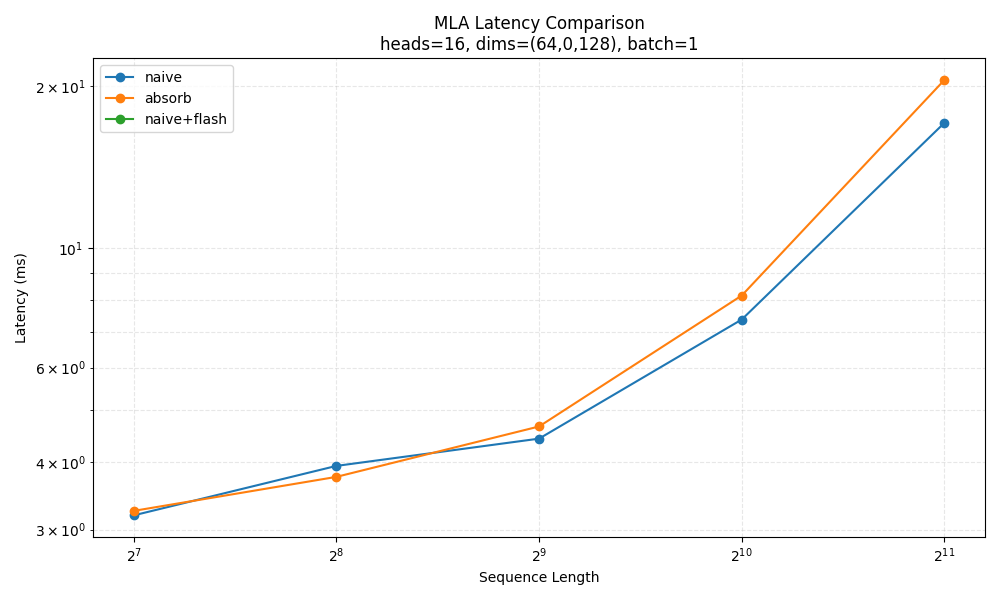 MLA Latency Comparison
heads=16, dims=(64,0,128), batch=1
naive
absorb
naive+flash
Latency (ms)
2 × 10¹
10¹
6 × 10⁰
4 × 10⁰
3 × 10⁰
2⁷ 2⁸ 2⁹ 2¹⁰ 2¹¹
Sequence Length